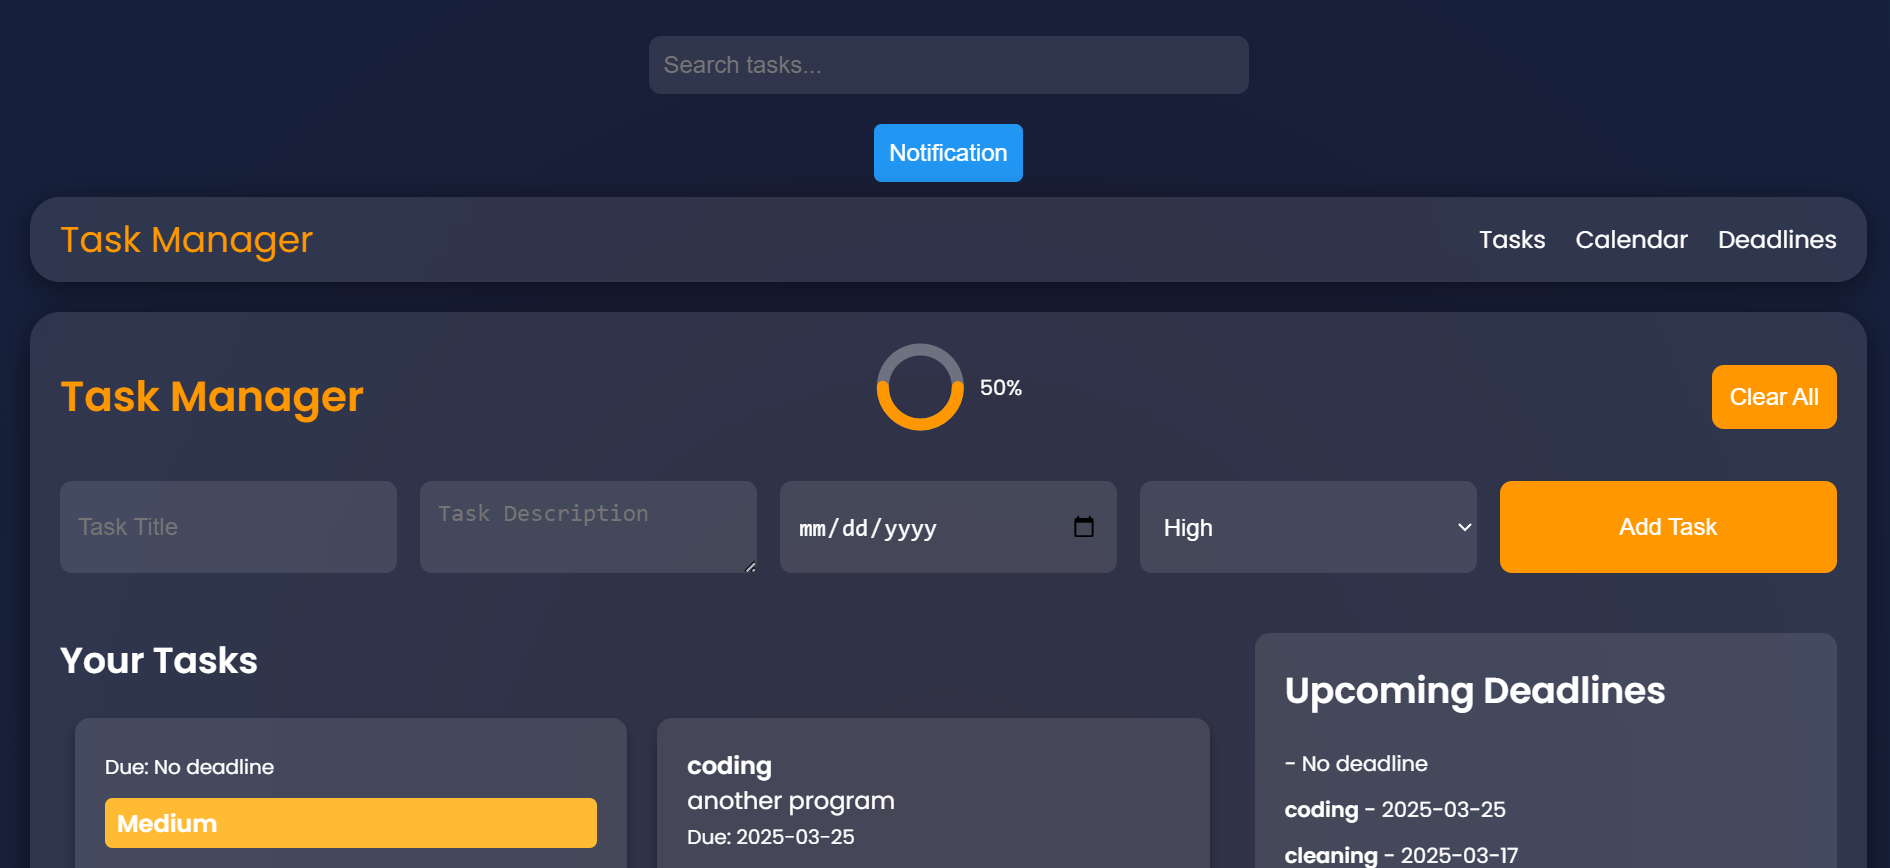 Search tasks...
Notification
Task Manager
Tasks Calendar Deadlines
Task Manager
50%
Clear All
Task Title
Task Description
mm/dd/yyyy
High
Add Task
Your Tasks
Due: No deadline
Medium
coding
another program
Due: 2025-03-25
Upcoming Deadlines
- No deadline
coding - 2025-03-25
cleaning - 2025-03-17